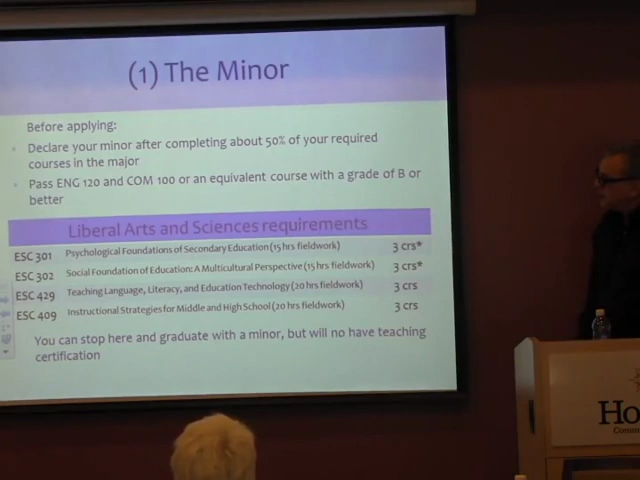 (1) The Minor
Before applying:
Declare your minor after completing about 50% of your required
courses in the major
Pass ENG 120 and COM 100 or an equivalent course with a grade of B or
better
Liberal Arts and Sciences requirements
ESC 301 Psychological Foundations of Secondary Education (15 hrs fieldwork) 3 crs*
ESC 302 Social Foundation of Education: A Multicultural Perspective (15 hrs fieldwork) 3 crs*
ESC 429 Teaching Language, Literacy, and Education Technology (20 hrs fieldwork) 3 crs
ESC 409 Instructional Strategies for Middle and High School (20 hrs fieldwork) 3 crs
You can stop here and graduate with a minor, but will no have teaching
certification
Ho
Comm